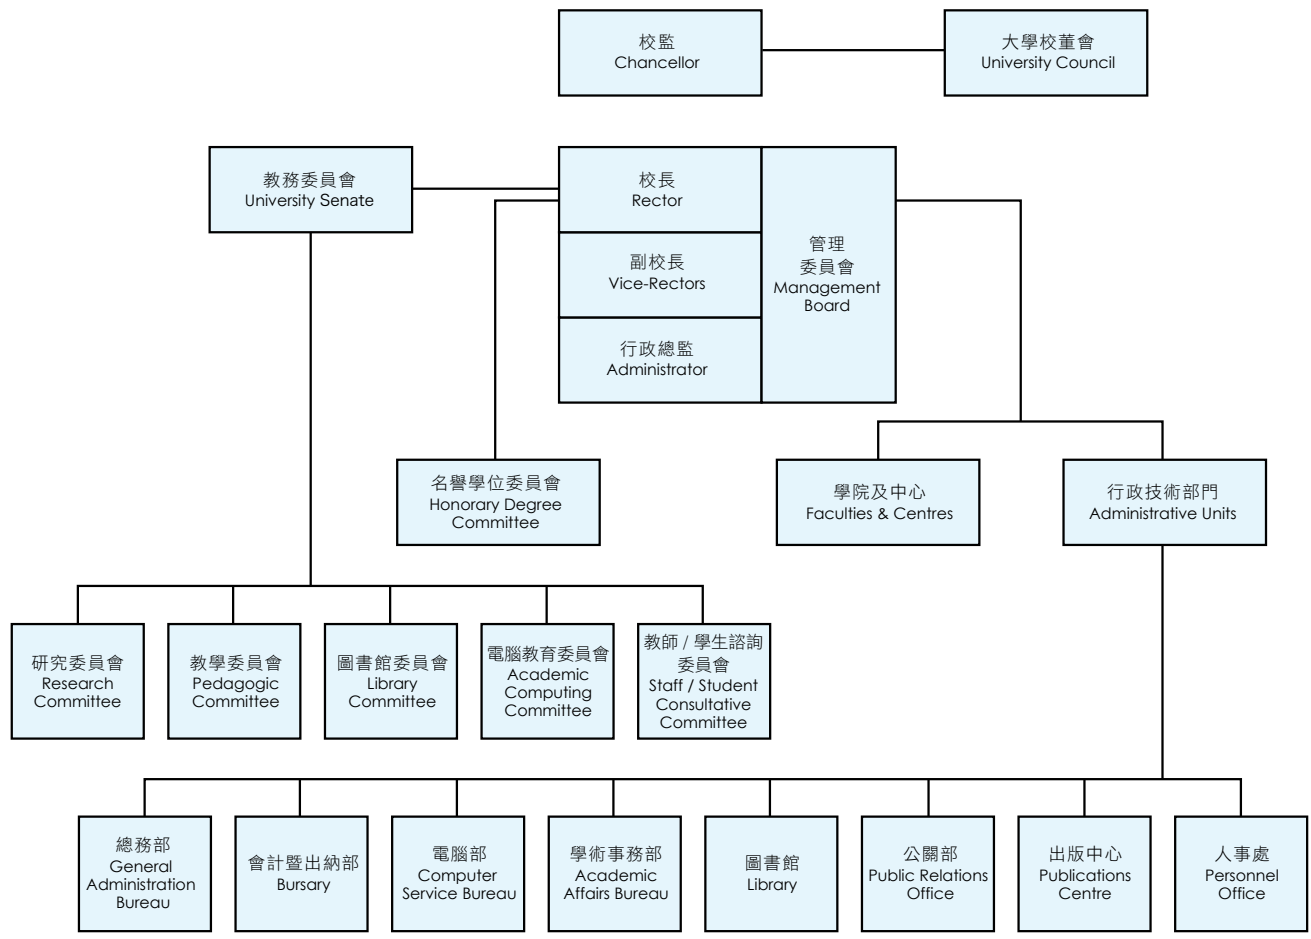 校監
Chancellor
大學校董會
University Council
教務委員會
University Senate
校長
Rector
副校長
Vice-Rectors
行政總監
Administrator
管理
委員會
Management
Board
名譽學位委員會
Honorary Degree
Committee
學院及中心
Faculties & Centres
行政技術部門
Administrative Units
研究委員會
Research
Committee
教學委員會
Pedagogic
Committee
圖書館委員會
Library
Committee
電腦教育委員會
Academic
Computing
Committee
教師 / 學生諮詢
委員會
Staff / Student
Consultative
Committee
總務部
General
Administration
Bureau
會計暨出納部
Bursary
電腦部
Computer
Service Bureau
學術事務部
Academic
Affairs Bureau
圖書館
Library
公關部
Public Relations
Office
出版中心
Publications
Centre
人事處
Personnel
Office